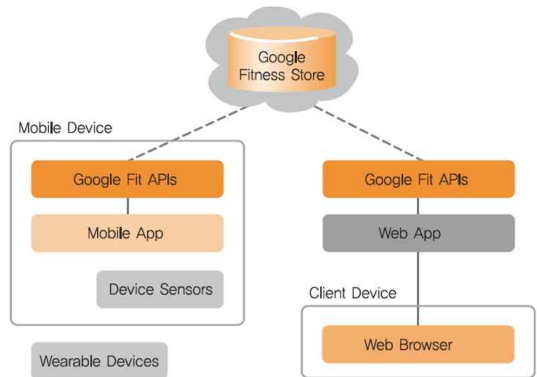 Google
Fitness Store
Mobile Device
Google Fit APIs
Mobile App
Device Sensors
Wearable Devices
Google Fit APIs
Web App
Client Device
Web Browser